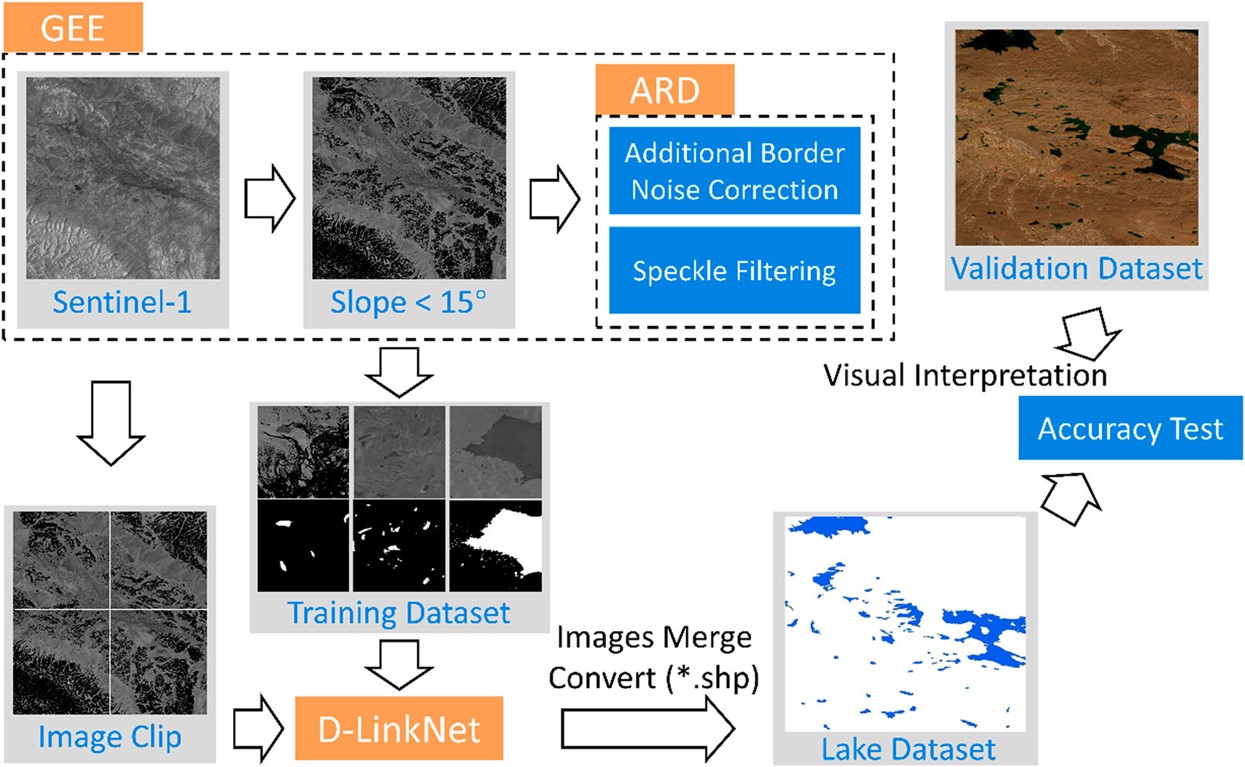 GEE
Sentinel-1
Slope < 15°
ARD
Additional Border
Noise Correction
Speckle Filtering
Validation Dataset
Visual Interpretation
Accuracy Test
Training Dataset
Image Clip
D-LinkNet
Images Merge
Convert (*.shp)
Lake Dataset